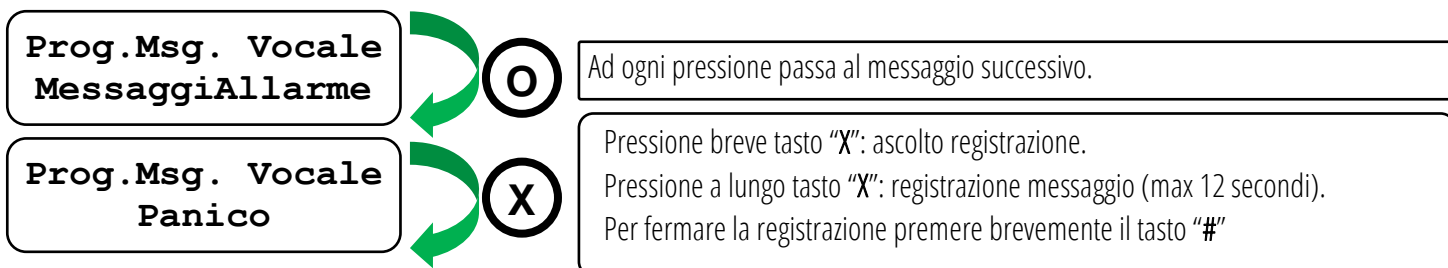 Prog.Msg. Vocale
MessaggiAllarme
O
Ad ogni pressione passa al messaggio successivo.
Prog.Msg. Vocale
Panico
X
Pressione breve tasto “X”: ascolto registrazione.
Pressione a lungo tasto “X”: registrazione messaggio (max 12 secondi).
Per fermare la registrazione premere brevemente il tasto “#”